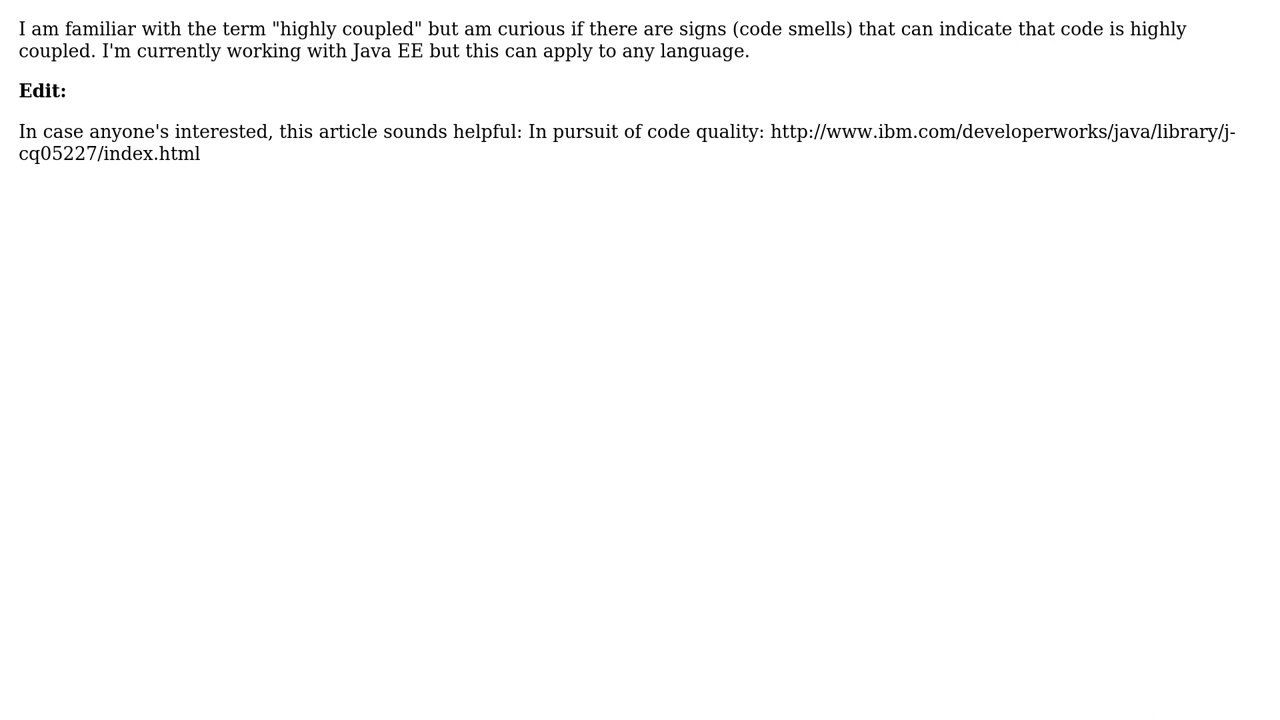 I am familiar with the term "highly coupled" but am curious if there are signs (code smells) that can indicate that code is highly
coupled. I'm currently working with Java EE but this can apply to any language.
Edit:
In case anyone's interested, this article sounds helpful: In pursuit of code quality: http://www.ibm.com/developerworks/java/library/j-
cq05227/index.html